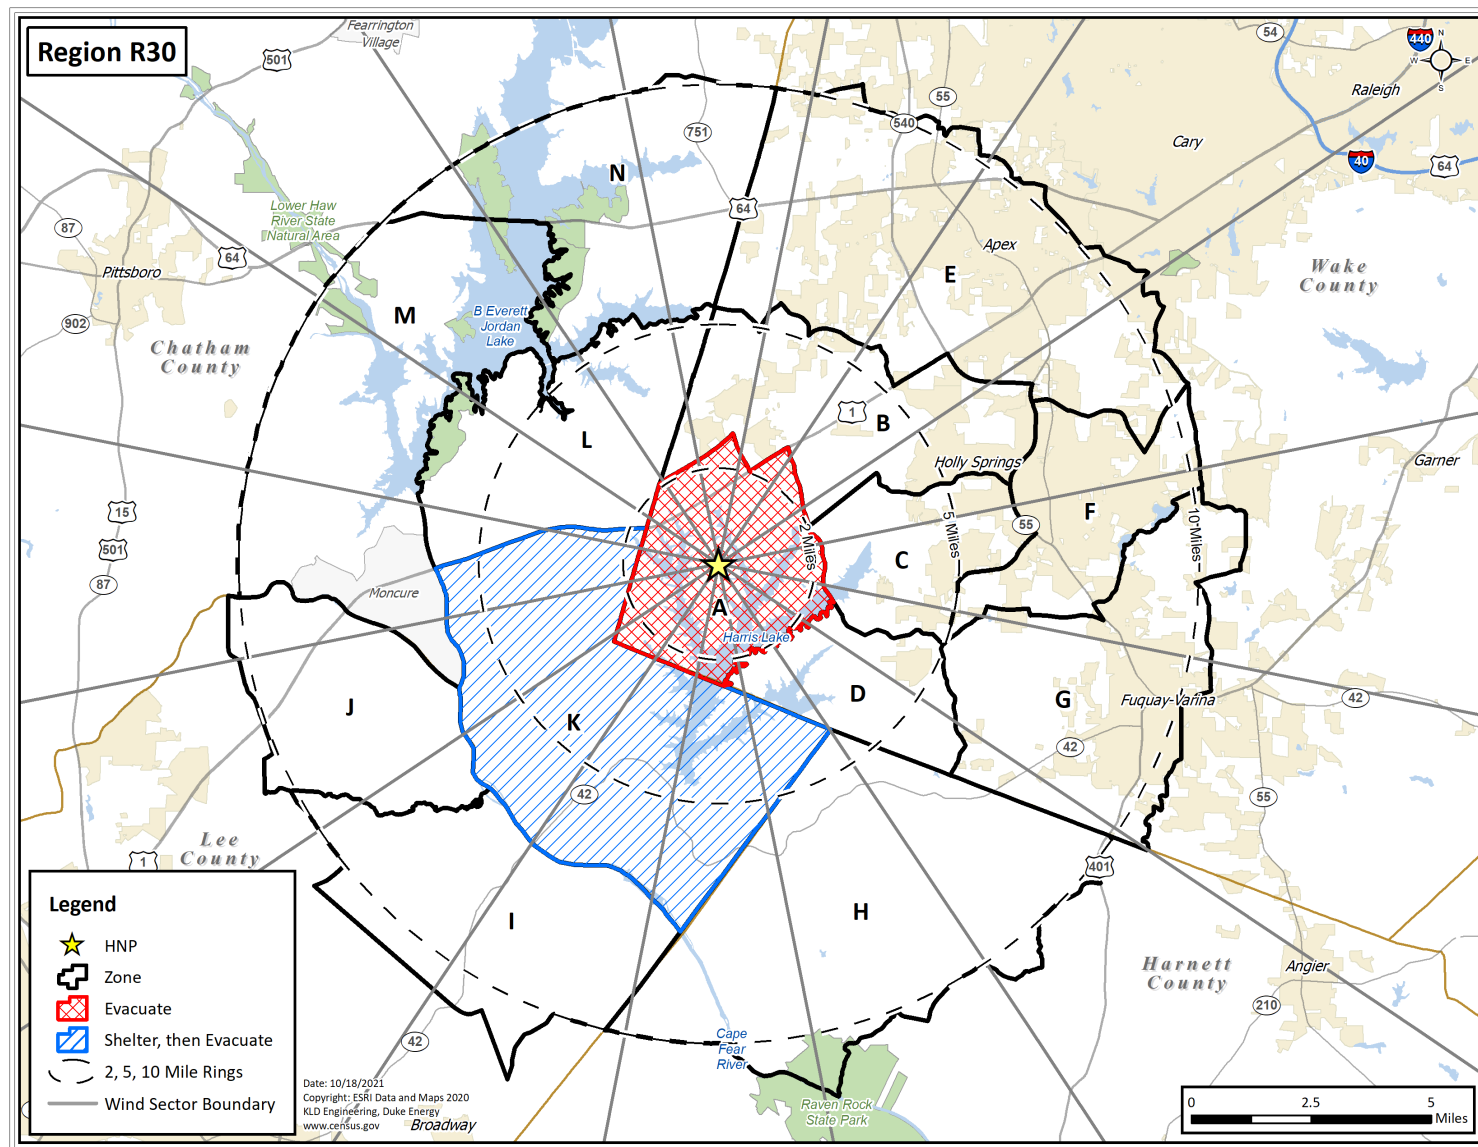 Region R30
Fearrington
Village
501
54
440
N
W
E
S
Raleigh
55
540
751
Cary
40
64
N
Lower Haw
River State
Natural Area
87
64
64
Pittsboro
Apex
E
Wake
County
M
B Everett
Jordan
Lake
902
Chatham
County
1
B
L
Holly Springs
Garner
15
F
55
5 Miles
10 Miles
2 Miles
501
C
87
Moncure
A
Harris Lake
D
G
Fuquay-Varina
42
J
K
42
42
55
Lee
County
1
401
Legend
HNP
Zone
Evacuate
Shelter, then Evacuate
2, 5, 10 Mile Rings
Wind Sector Boundary
I
H
Harnett
County
Angier
210
42
Cape
Fear
River
Date: 10/18/2021
Copyright: ESRI Data and Maps 2020
KLD Engineering, Duke Energy
www.census.gov
Broadway
Raven Rock
State Park
0
2.5
5
Miles